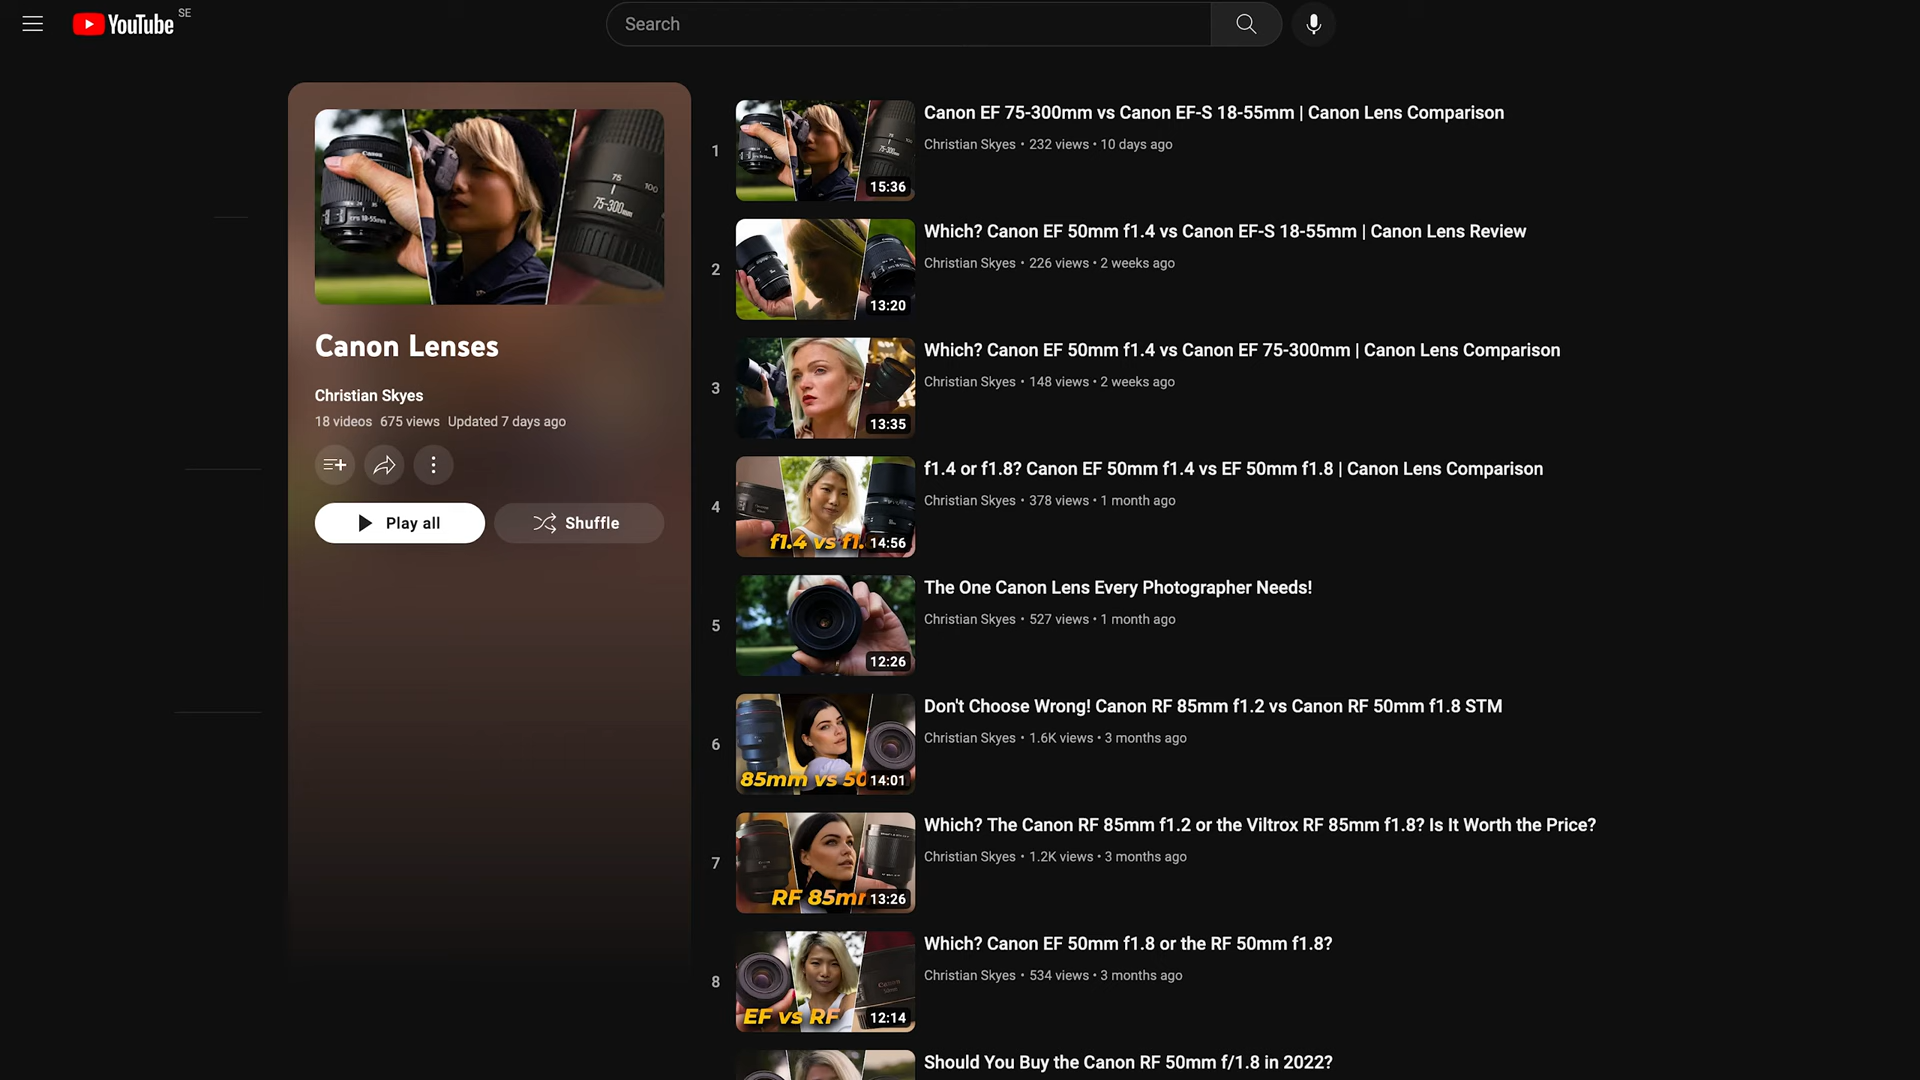 YouTube SE
Search
Canon Lenses
Christian Skyes
18 videos 675 views Updated 7 days ago
Play all
Shuffle
1
15:36
Canon EF 75-300mm vs Canon EF-S 18-55mm | Canon Lens Comparison
Christian Skyes • 232 views • 10 days ago
2
13:20
Which? Canon EF 50mm f1.4 vs Canon EF-S 18-55mm | Canon Lens Review
Christian Skyes • 226 views • 2 weeks ago
3
13:35
Which? Canon EF 50mm f1.4 vs Canon EF 75-300mm | Canon Lens Comparison
Christian Skyes • 148 views • 2 weeks ago
4
f1.4 vs f1.
14:56
f1.4 or f1.8? Canon EF 50mm f1.4 vs EF 50mm f1.8 | Canon Lens Comparison
Christian Skyes • 378 views • 1 month ago
5
12:26
The One Canon Lens Every Photographer Needs!
Christian Skyes • 527 views • 1 month ago
6
85mm vs 50
14:01
Don't Choose Wrong! Canon RF 85mm f1.2 vs Canon RF 50mm f1.8 STM
Christian Skyes • 1.6K views • 3 months ago
7
RF 85mm
13:26
Which? The Canon RF 85mm f1.2 or the Viltrox RF 85mm f1.8? Is It Worth the Price?
Christian Skyes • 1.2K views • 3 months ago
8
EF vs RF
12:14
Which? Canon EF 50mm f1.8 or the RF 50mm f1.8?
Christian Skyes • 534 views • 3 months ago
Should You Buy the Canon RF 50mm f/1.8 in 2022?